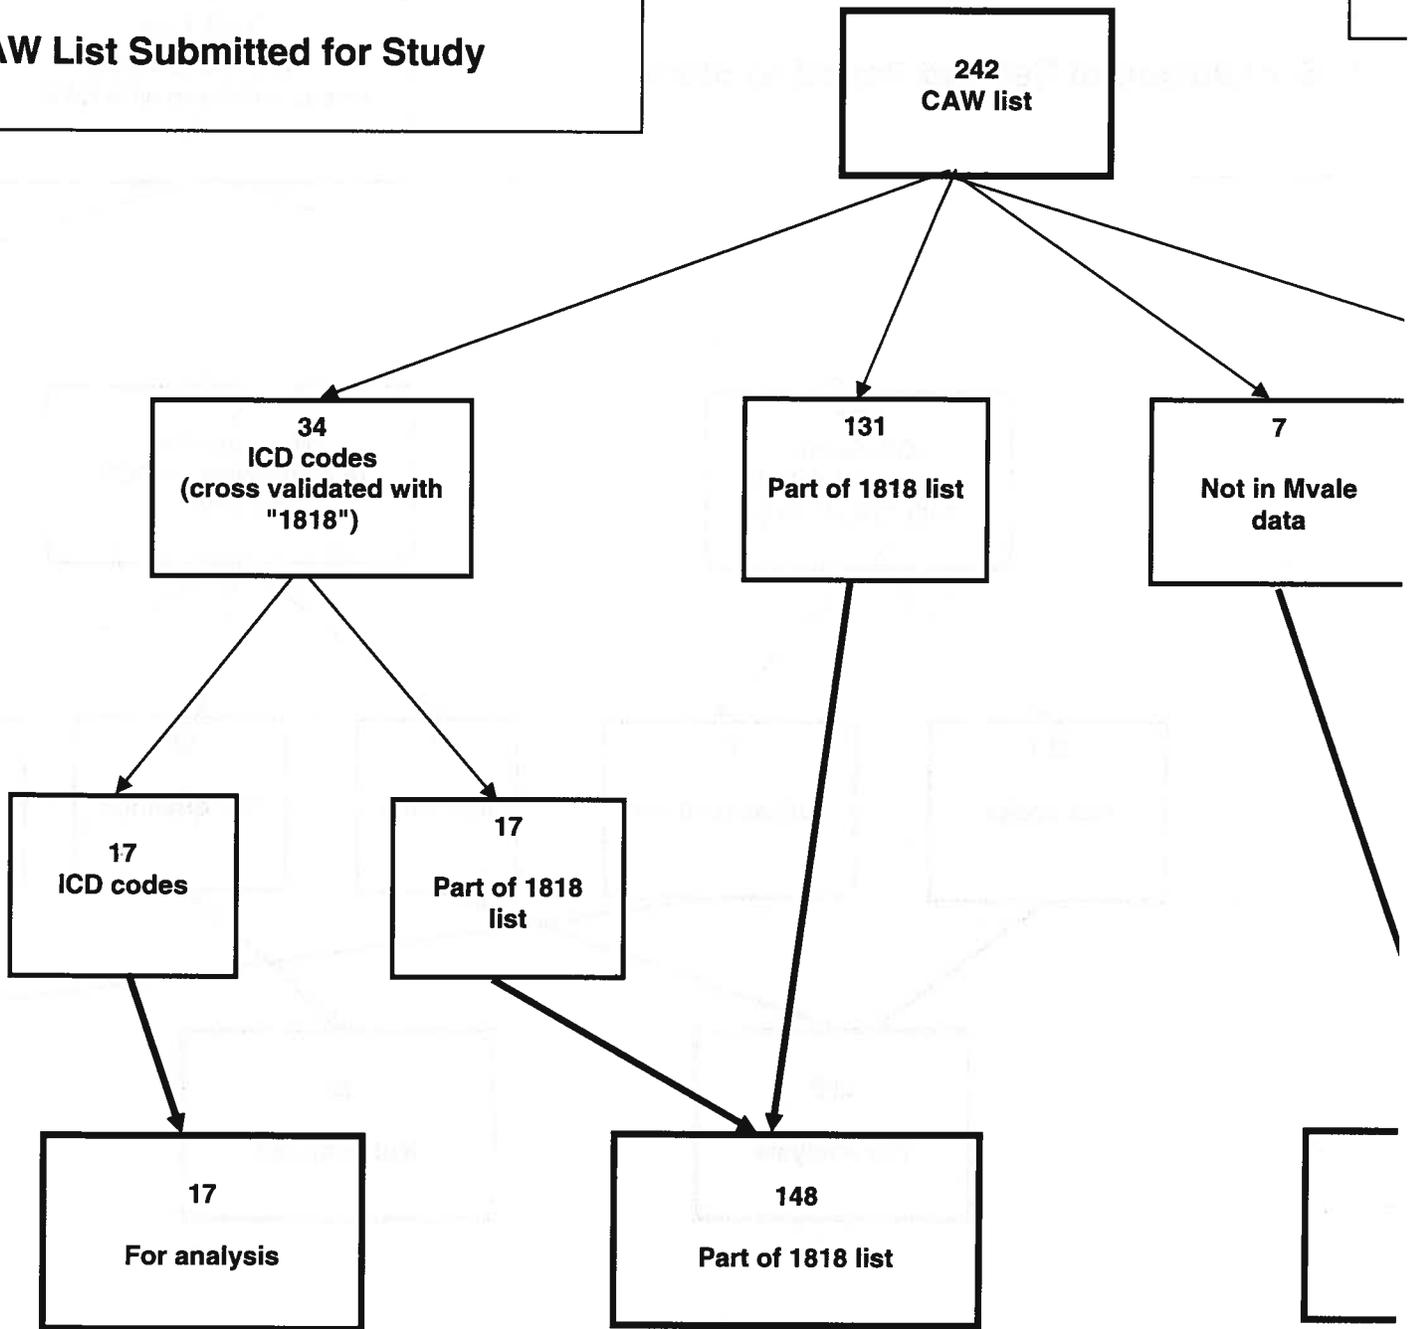 AW List Submitted for Study
242
CAW list
34
ICD codes
(cross validated with
"1818")
131
Part of 1818 list
7
Not in Mvale
data
17
ICD codes
17
Part of 1818
list
17
For analysis
148
Part of 1818 list